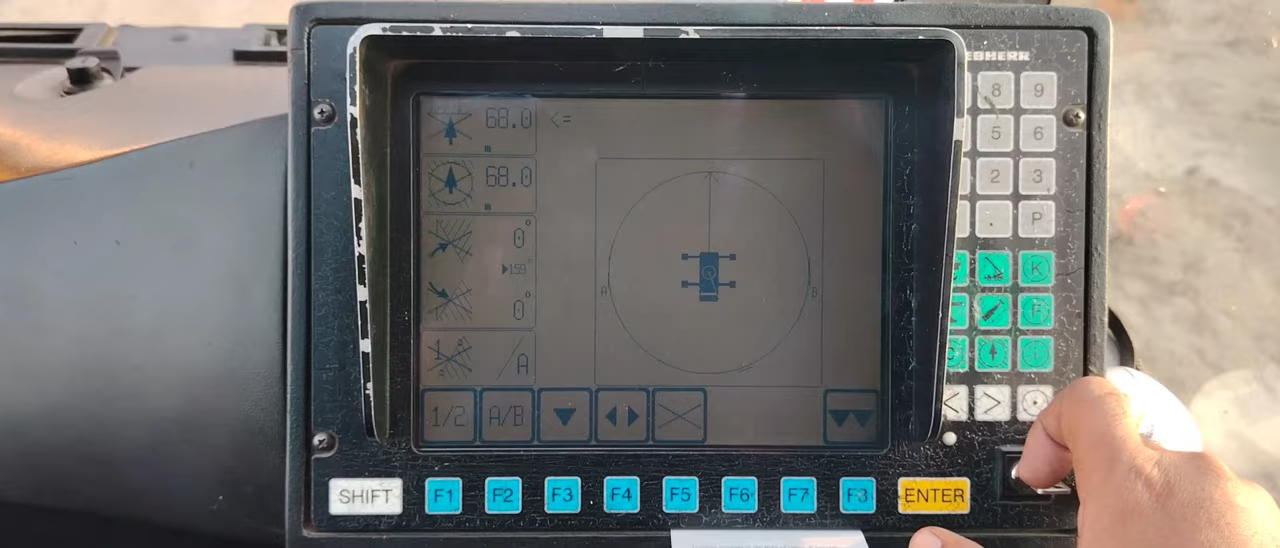 EBHERR
68.0 <=
m
68.0
m
0°
▶159°
0°
1 /A
A
B
1/2 A/B
8 9
5 6
2 3
. P
K
SHIFT F1 F2 F3 F4 F5 F6 F7 F8 ENTER